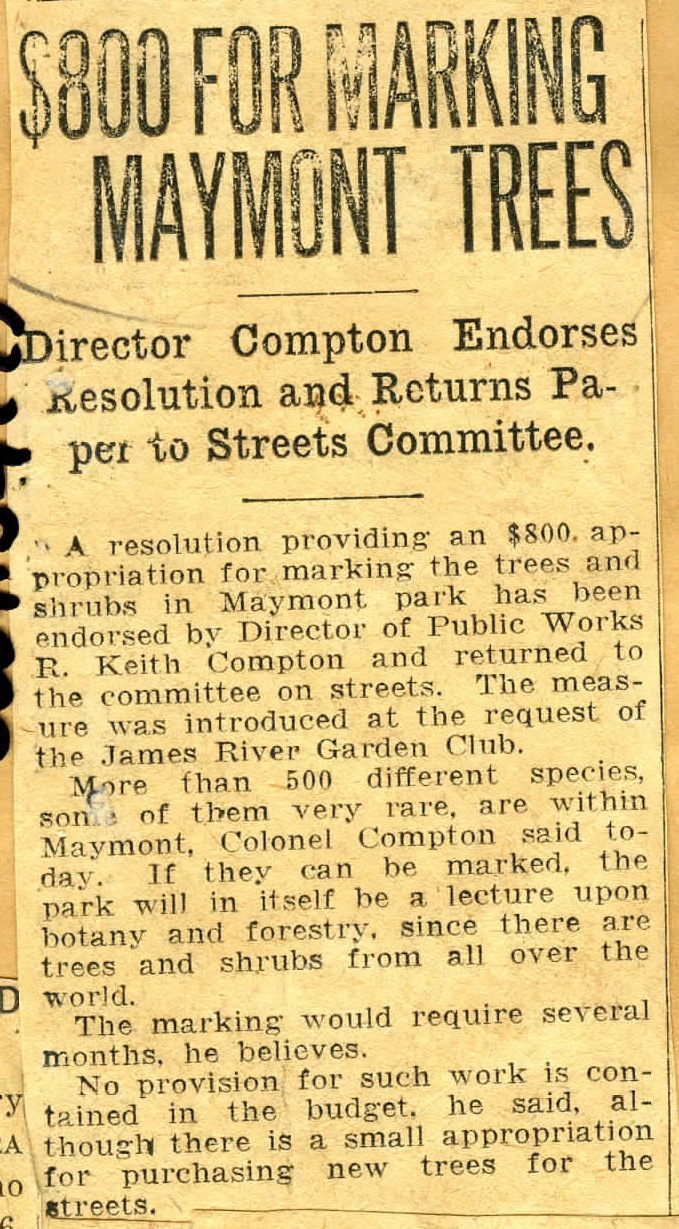 $800 FOR MARKING
MAYMONT TREES
Director Compton Endorses
Resolution and Returns Pa-
per to Streets Committee.
A resolution providing an $800. ap-
propriation for marking the trees and
shrubs in Maymont park has been
endorsed by Director of Public Works
R. Keith Compton and returned to
the committee on streets. The meas-
ure was introduced at the request of
the James River Garden Club.
More than 500 different species,
some of them very rare, are within
Maymont, Colonel Compton said to-
day. If they can be marked, the
park will in itself be a lecture upon
botany and forestry, since there are
trees and shrubs from all over the
world.
The marking would require several
months, he believes.
No provision for such work is con-
tained in the budget, he said, al-
though there is a small appropriation
for purchasing new trees for the
streets.